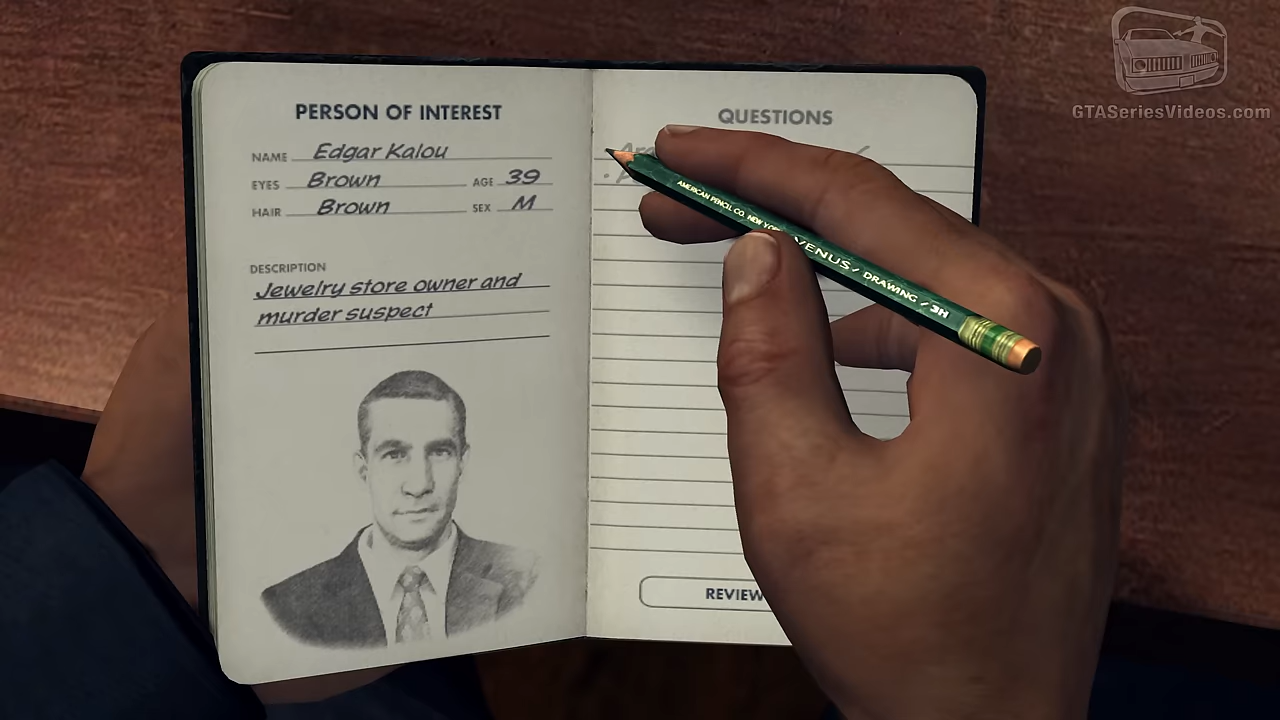 GTASeriesVideos.com
PERSON OF INTEREST
NAME Edgar Kalou
EYES Brown AGE 39
HAIR Brown SEX M
DESCRIPTION
Jewelry store owner and
murder suspect
QUESTIONS
AMERICAN PENCIL CO. NEW YORK VENUS / DRAWING / 3H
REVIEW